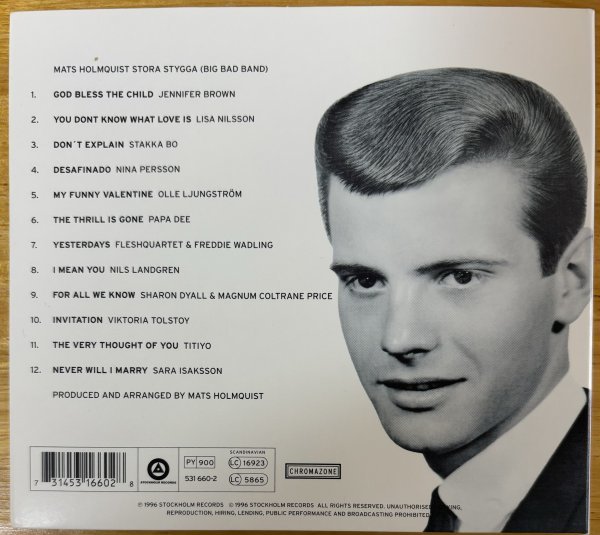 MATS HOLMQUIST STORA STYGGA (BIG BAD BAND)
1. GOD BLESS THE CHILD JENNIFER BROWN
2. YOU DONT KNOW WHAT LOVE IS LISA NILSSON
3. DON´T EXPLAIN STAKKA BO
4. DESAFINADO NINA PERSSON
5. MY FUNNY VALENTINE OLLE LJUNGSTRÖM
6. THE THRILL IS GONE PAPA DEE
7. YESTERDAYS FLESHQUARTET & FREDDIE WADLING
8. I MEAN YOU NILS LANDGREN
9. FOR ALL WE KNOW SHARON DYALL & MAGNUM COLTRANE PRICE
10. INVITATION VIKTORIA TOLSTOY
11. THE VERY THOUGHT OF YOU TITIYO
12. NEVER WILL I MARRY SARA ISAKSSON
PRODUCED AND ARRANGED BY MATS HOLMQUIST
7 31453 16602 8
STOCKHOLM RECORDS
PY 900
531 660-2
SCANDINAVIAN
LC 16923
LC 5865
CHROMAZONE
℗ 1996 STOCKHOLM RECORDS © 1996 STOCKHOLM RECORDS ALL RIGHTS RESERVED. UNAUTHORISED
REPRODUCTION, HIRING, LENDING, PUBLIC PERFORMANCE AND BROADCASTING PROHIBITED